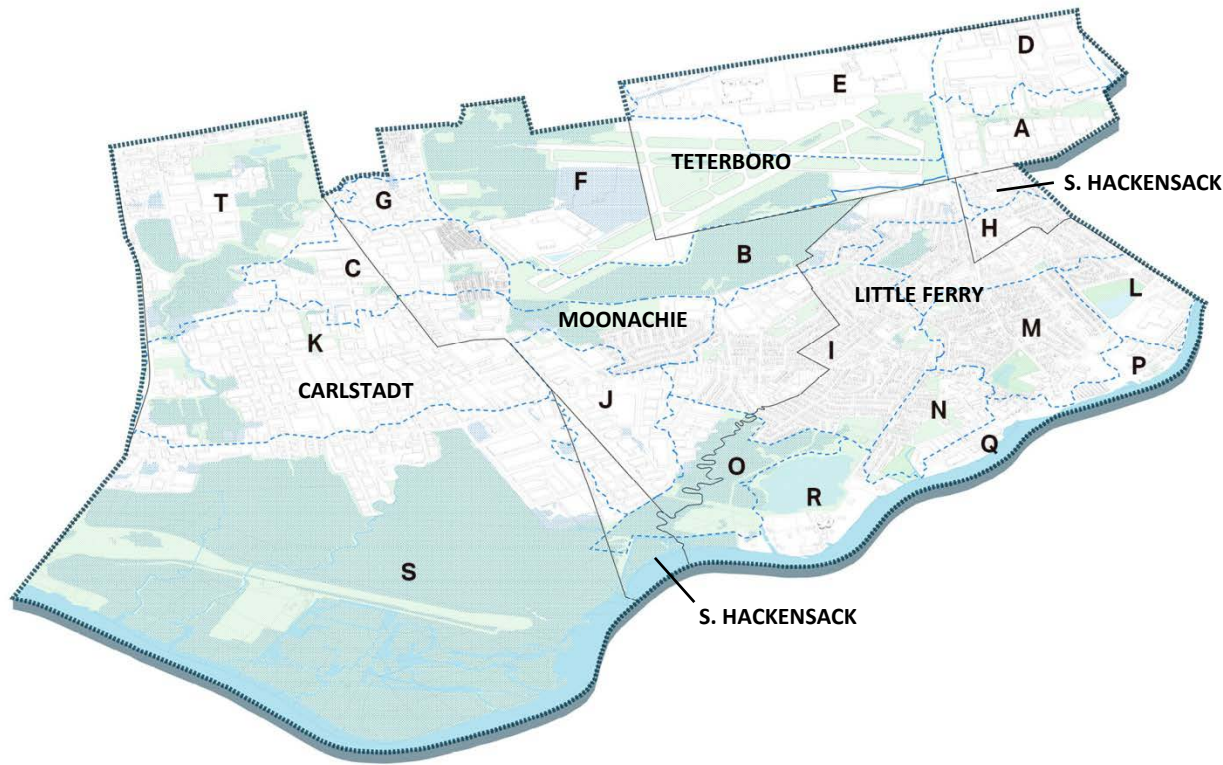 D
E
A
TETERBORO
F
S. HACKENSACK
T
G
H
B
C
LITTLE FERRY
L
MOONACHIE
M
K
I
P
CARLSTADT
J
N
Q
O
R
S
S. HACKENSACK